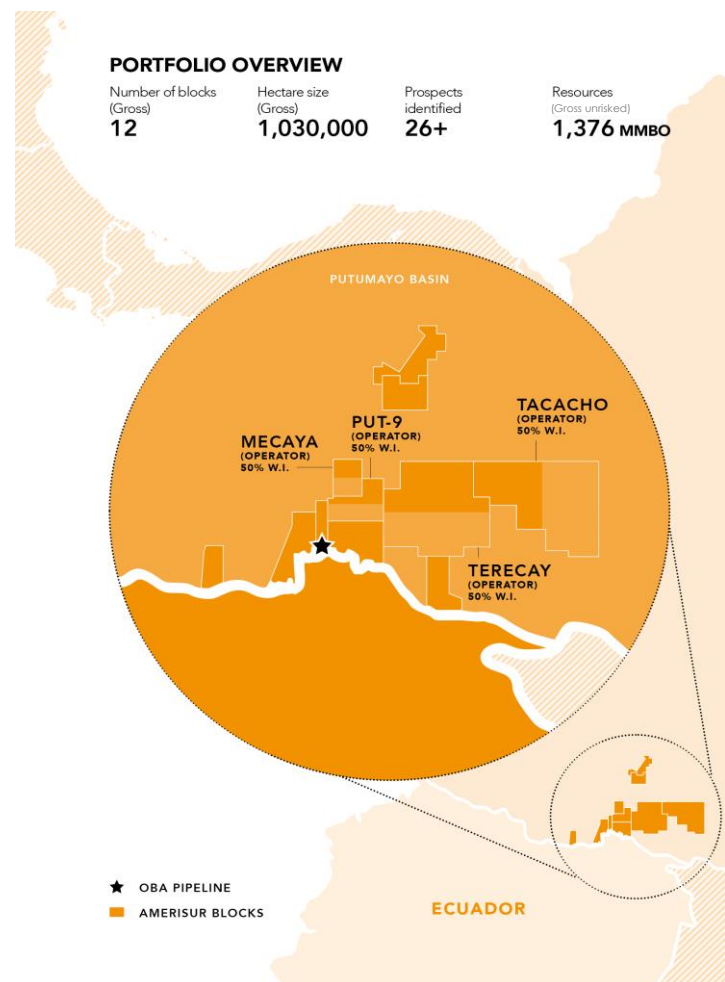 PORTFOLIO OVERVIEW
Number of blocks
(Gross)
12
Hectare size
(Gross)
1,030,000
Prospects
identified
26+
Resources
(Gross unrisked)
1,376 MMBO
PUTUMAYO BASIN
TACACHO
(OPERATOR)
50% W.I.
PUT-9
(OPERATOR)
50% W.I.
MECAYA
(OPERATOR)
50% W.I.
TERECAY
(OPERATOR)
50% W.I.
OBA PIPELINE
AMERISUR BLOCKS
ECUADOR